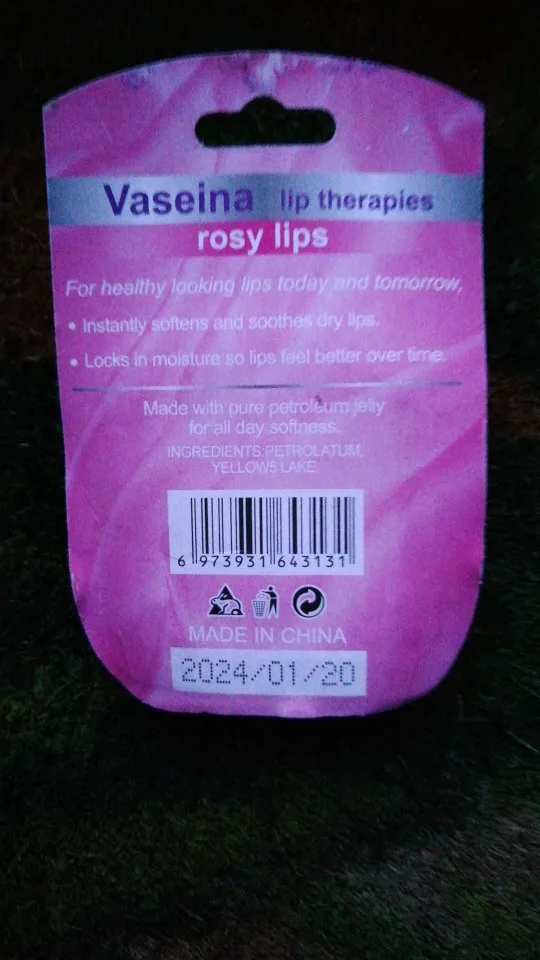 Vaseina lip therapies
rosy lips
For healthy looking lips today and tomorrow,
• Instantly softens and soothes dry lips.
• Locks in moisture so lips feel better over time.
Made with pure petroleum jelly
for all day softness.
INGREDIENTS:PETROLATUM,
YELLOW5 LAKE
6 973931 643131
MADE IN CHINA
2024/01/20